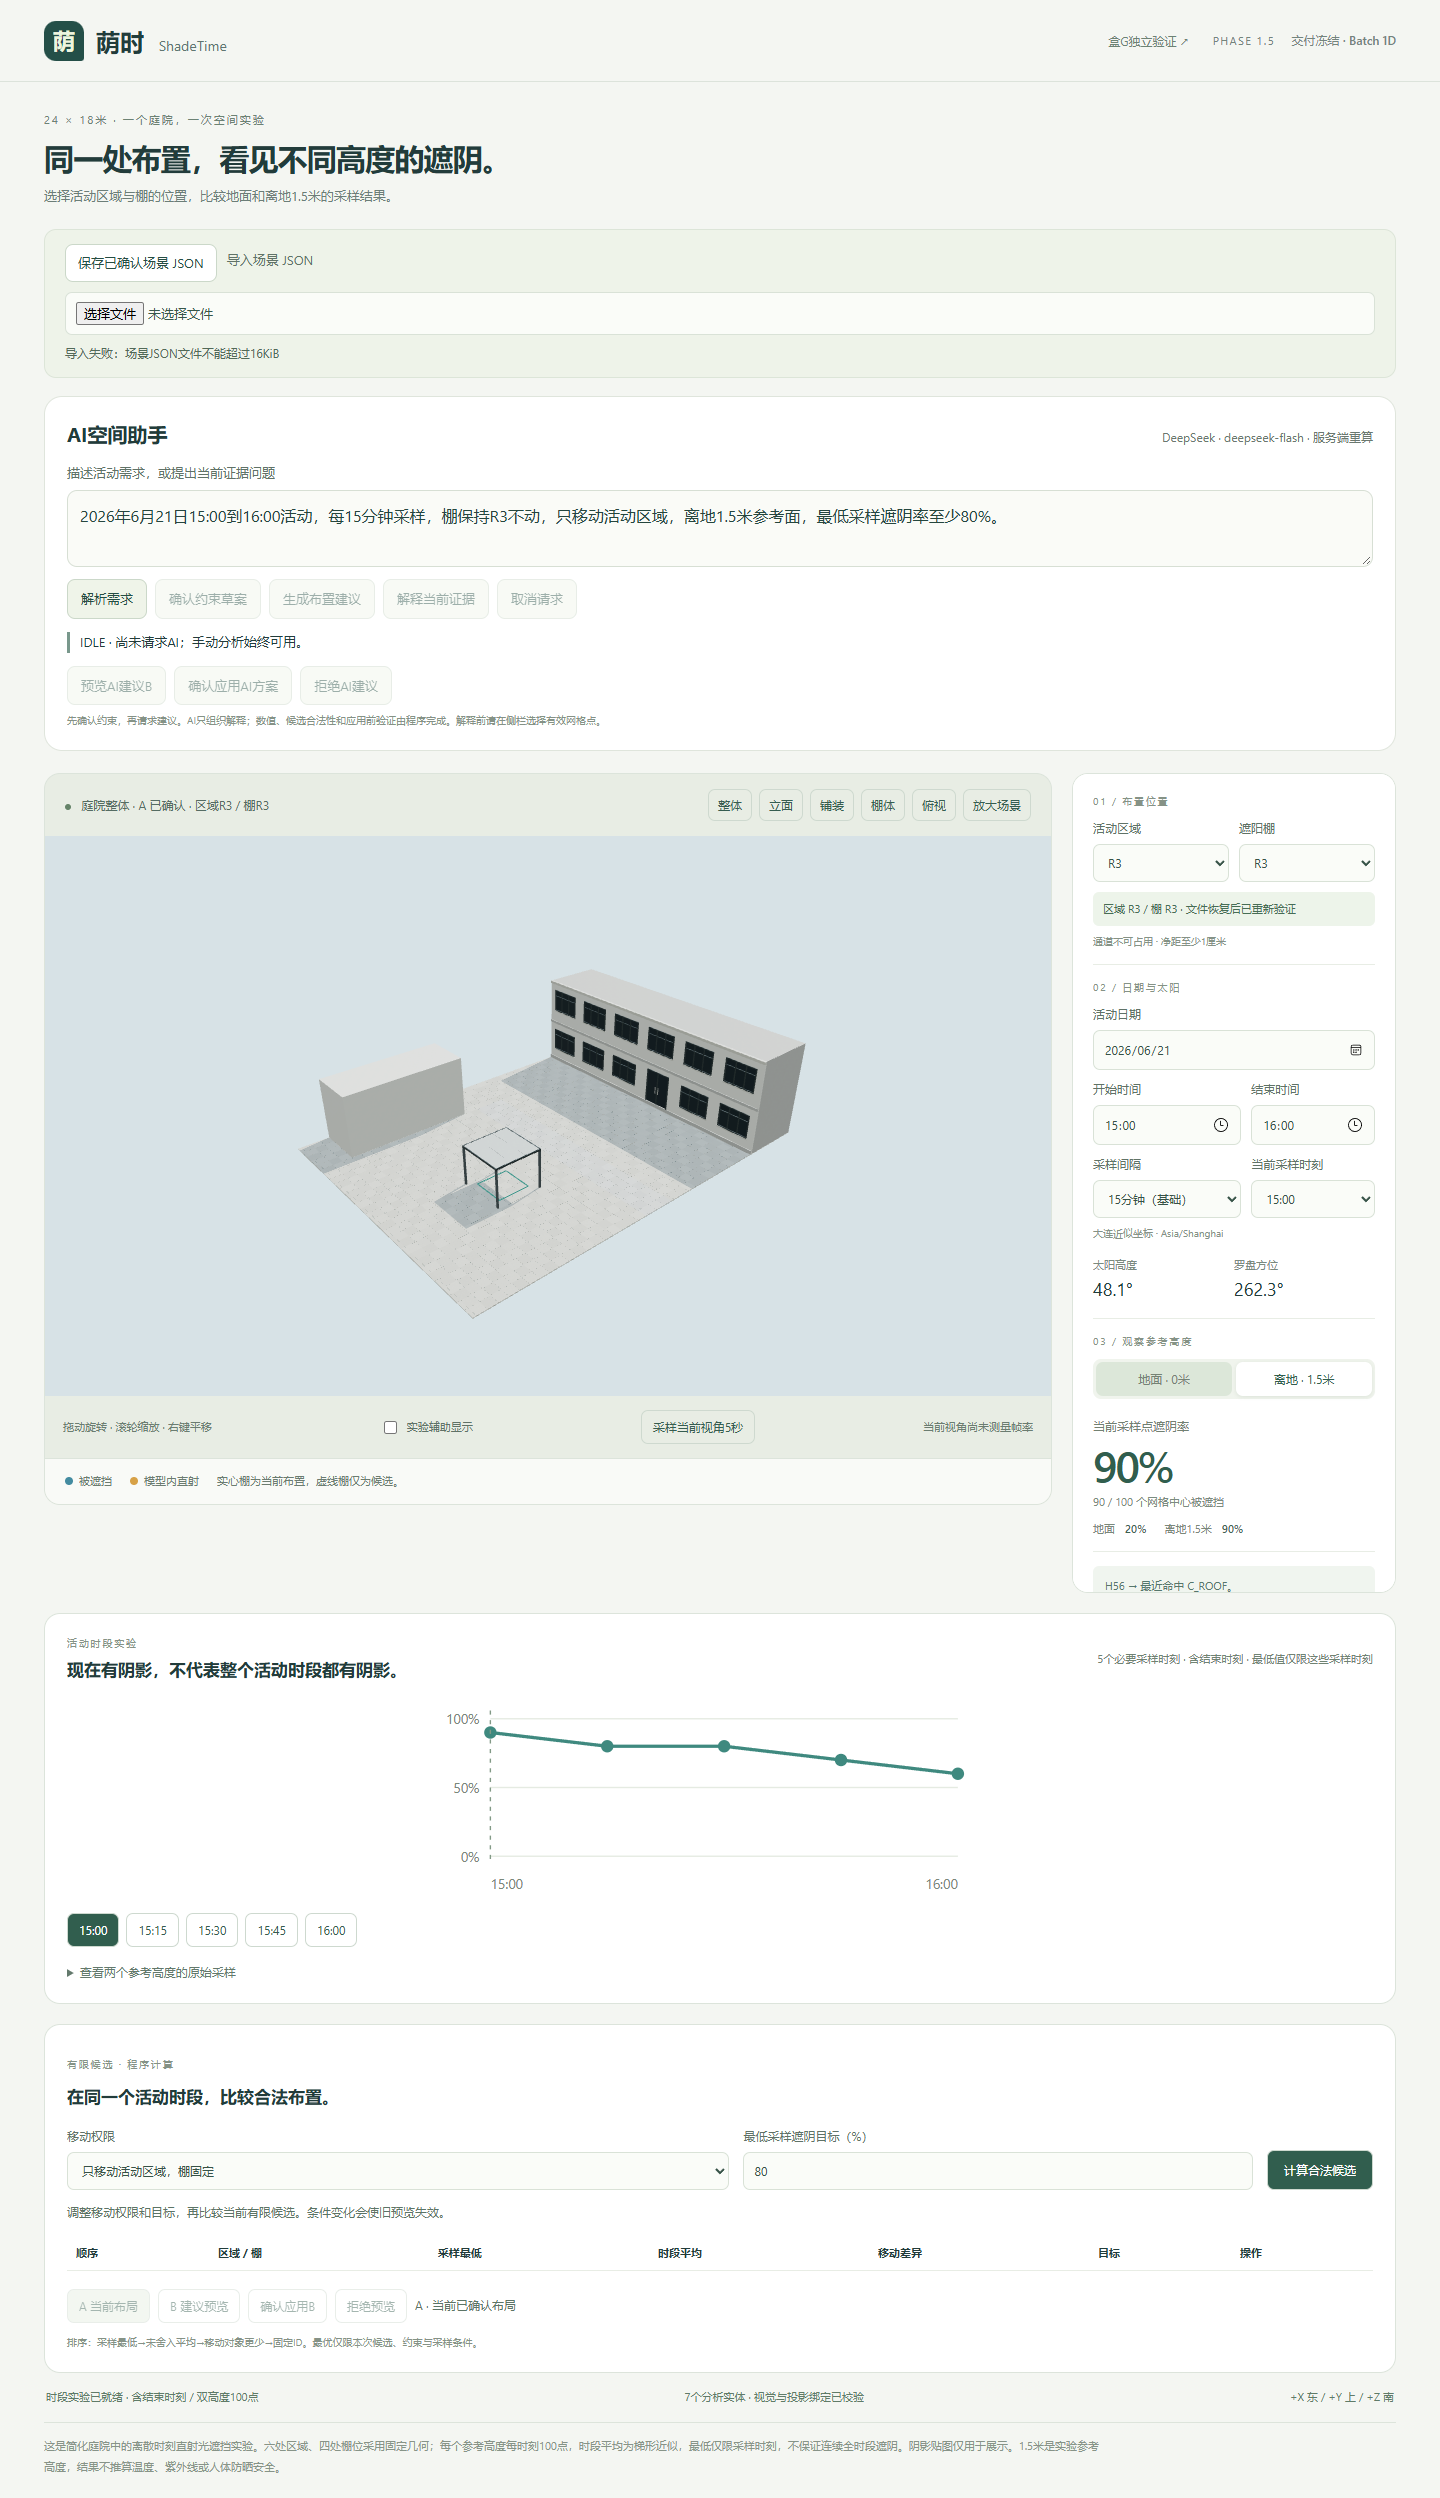 荫 荫时 ShadeTime
盒G独立验证 ↗ PHASE 1.5 交付冻结 · Batch 1D
24 × 18米 · 一个庭院，一次空间实验
同一处布置，看见不同高度的遮阴。
选择活动区域与棚的位置，比较地面和离地1.5米的采样结果。
保存已确认场景 JSON 导入场景 JSON
选择文件 未选择文件
导入失败：场景JSON文件不能超过16KiB
AI空间助手
DeepSeek · deepseek-flash · 服务端重算
描述活动需求，或提出当前证据问题
2026年6月21日15:00到16:00活动，每15分钟采样，棚保持R3不动，只移动活动区域，离地1.5米参考面，最低采样遮阴率至少80%。
解析需求 确认约束草案 生成布置建议 解释当前证据 取消请求
IDLE · 尚未请求AI；手动分析始终可用。
预览AI建议B 确认应用AI方案 拒绝AI建议
先确认约束，再请求建议。AI只组织解释；数值、候选合法性和应用前验证由程序完成。解释前请在侧栏选择有效网格点。
庭院整体 · A 已确认 · 区域R3 / 棚R3
整体 立面 铺装 棚体 俯视 放大场景
拖动旋转 · 滚轮缩放 · 右键平移 实验辅助显示 采样当前视角5秒 当前视角尚未测量帧率
被遮挡 模型内直射 实心棚为当前布置，虚线棚仅为候选。
01 / 布置位置
活动区域 遮阳棚
R3 R3
区域 R3 / 棚 R3 · 文件恢复后已重新验证
通道不可占用 · 净距至少1厘米
02 / 日期与太阳
活动日期
2026/06/21
开始时间 结束时间
15:00 16:00
采样间隔 当前采样时刻
15分钟（基础） 15:00
大连近似坐标 · Asia/Shanghai
太阳高度 罗盘方位
48.1° 262.3°
03 / 观察参考高度
地面 · 0米 离地 · 1.5米
当前采样点遮阴率
90%
90 / 100 个网格中心被遮挡
地面 20% 离地1.5米 90%
H56 → 最近命中 C_ROOF。
活动时段实验
现在有阴影，不代表整个活动时段都有阴影。
5个必要采样时刻 · 含结束时刻 · 最低值仅限这些采样时刻
100%
50%
0%
15:00 16:00
15:00 15:15 15:30 15:45 16:00
▶ 查看两个参考高度的原始采样
有限候选 · 程序计算
在同一个活动时段，比较合法布置。
移动权限 最低采样遮阴目标（%）
只移动活动区域，棚固定 80 计算合法候选
调整移动权限和目标，再比较当前有限候选。条件变化会使旧预览失效。
顺序 区域 / 棚 采样最低 时段平均 移动差异 目标 操作
A 当前布局 B 建议预览 确认应用B 拒绝预览 A · 当前已确认布局
排序：采样最低→未舍入平均→移动对象更少→固定ID。最优仅限本次候选、约束与采样条件。
时段实验已就绪 · 含结束时刻 / 双高度100点 7个分析实体 · 视觉与投影绑定已校验 +X 东 / +Y 上 / +Z 南
这是简化庭院中的离散时刻直射光遮挡实验。六处区域、四处棚位采用固定几何；每个参考高度每时刻100点，时段平均为梯形近似，最低仅限采样时刻，不保证连续全时段遮阴。阴影贴图仅用于展示。1.5米是实验参考
高度，结果不推算温度、紫外线或人体防晒安全。